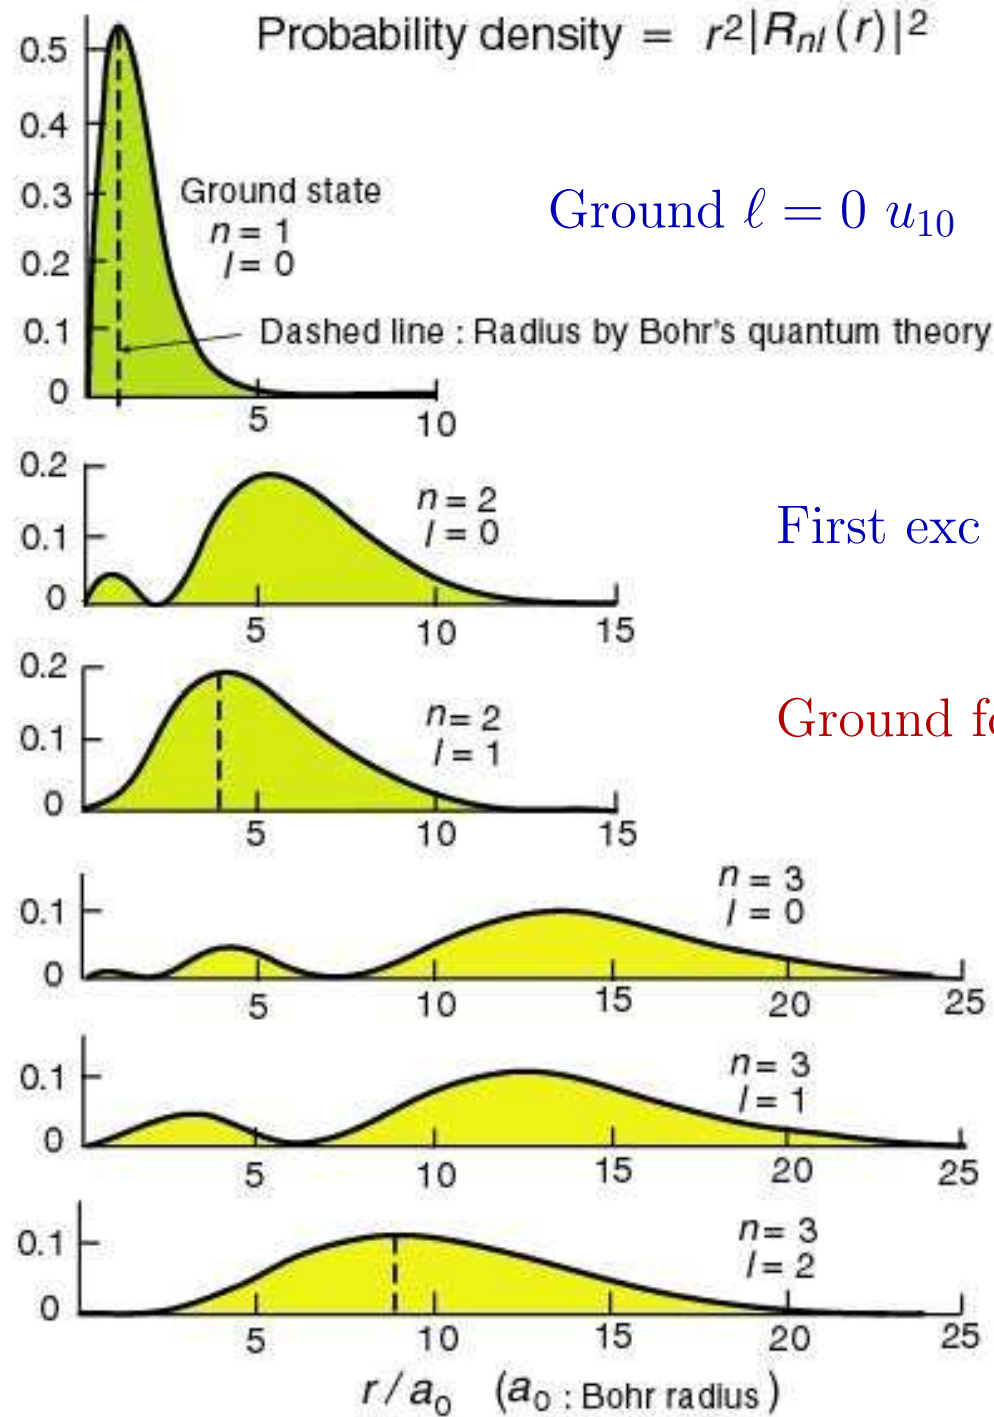 Probability density = r²|Rₙₗ(r)|²
0.5
0.4
0.3
0.2
0.1
0
Ground state
n = 1
l = 0
Ground ℓ = 0 u₁₀
Dashed line : Radius by Bohr's quantum theory
5 10
0.2
0.1
0
n = 2
l = 0
First exc
5 10 15
0.2
0.1
0
n = 2
l = 1
Ground
5 10 15
0.1
0
n = 3
l = 0
5 10 15 20 25
0.1
0
n = 3
l = 1
5 10 15 20 25
0.1
0
n = 3
l = 2
5 10 15 20 25
r/a₀ (a₀ : Bohr radius)